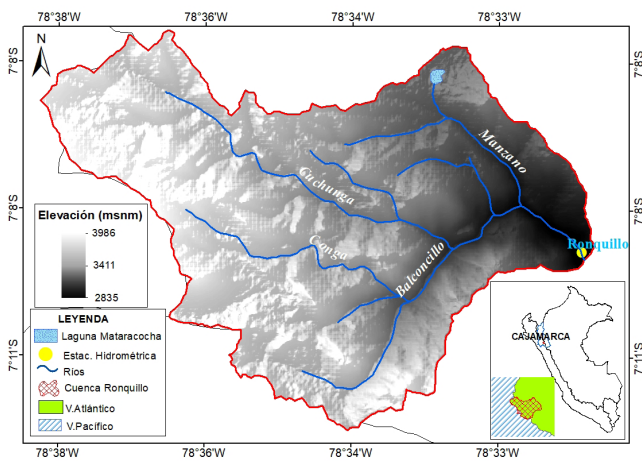 78°38'W
78°36'W
78°34'W
78°33'W
N
7°8'S
7°8'S
Manzano
Cachunga
7°8'S
7°8'S
Elevación (msnm)
3986
3411
2835
Conga
Balconcillo
Ronquillo
LEYENDA
Laguna Mataracocha
Estac. Hidrométrica
Ríos
Cuenca Ronquillo
V.Atlántico
V.Pacífico
CAJAMARCA
7°11'S
7°11'S
78°38'W
78°36'W
78°34'W
78°33'W